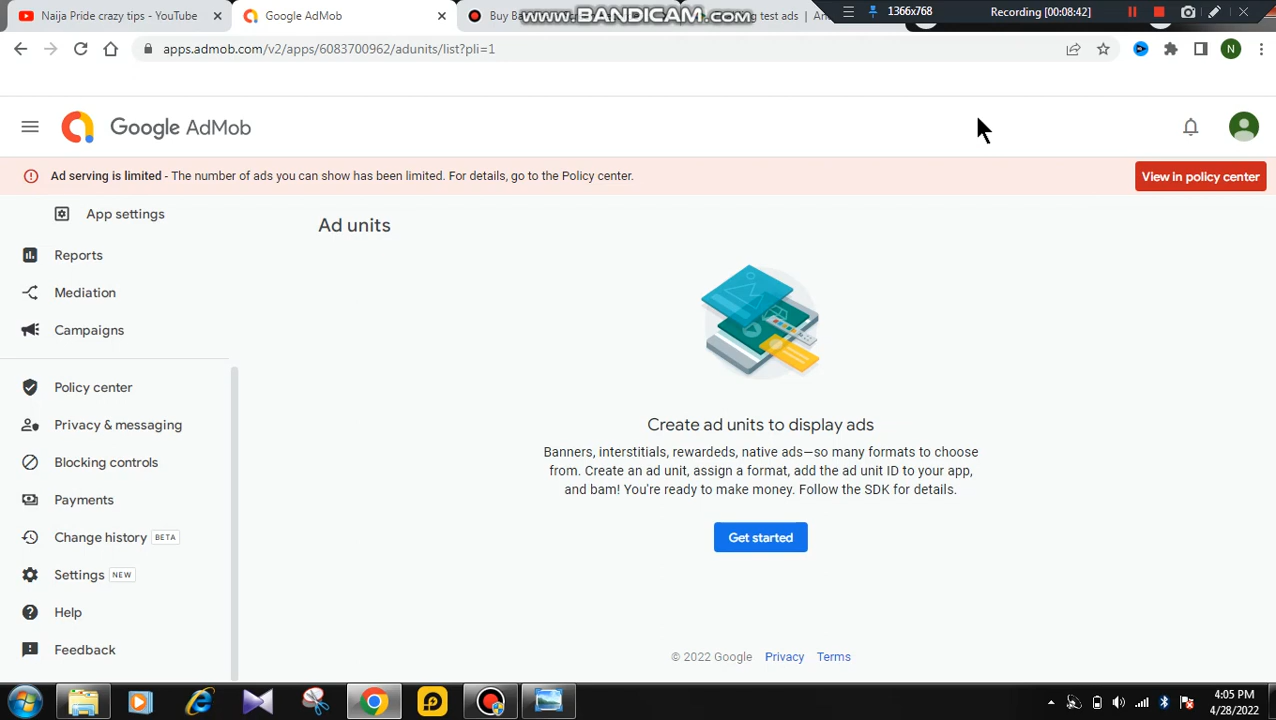 Naija Pride crazy tips - YouTube
Google AdMob
Buy Ba
www.BANDICAM.com
g test ads | An
1366x768
Recording [00:08:42]
apps.admob.com/v2/apps/6083700962/adunits/list?pli=1
N
Google AdMob
Ad serving is limited - The number of ads you can show has been limited. For details, go to the Policy center.
View in policy center
App settings
Reports
Mediation
Campaigns
Policy center
Privacy & messaging
Blocking controls
Payments
Change history BETA
Settings NEW
Help
Feedback
Ad units
Create ad units to display ads
Banners, interstitials, rewardeds, native ads—so many formats to choose
from. Create an ad unit, assign a format, add the ad unit ID to your app,
and bam! You're ready to make money. Follow the SDK for details.
Get started
© 2022 Google Privacy Terms
4:05 PM
4/28/2022